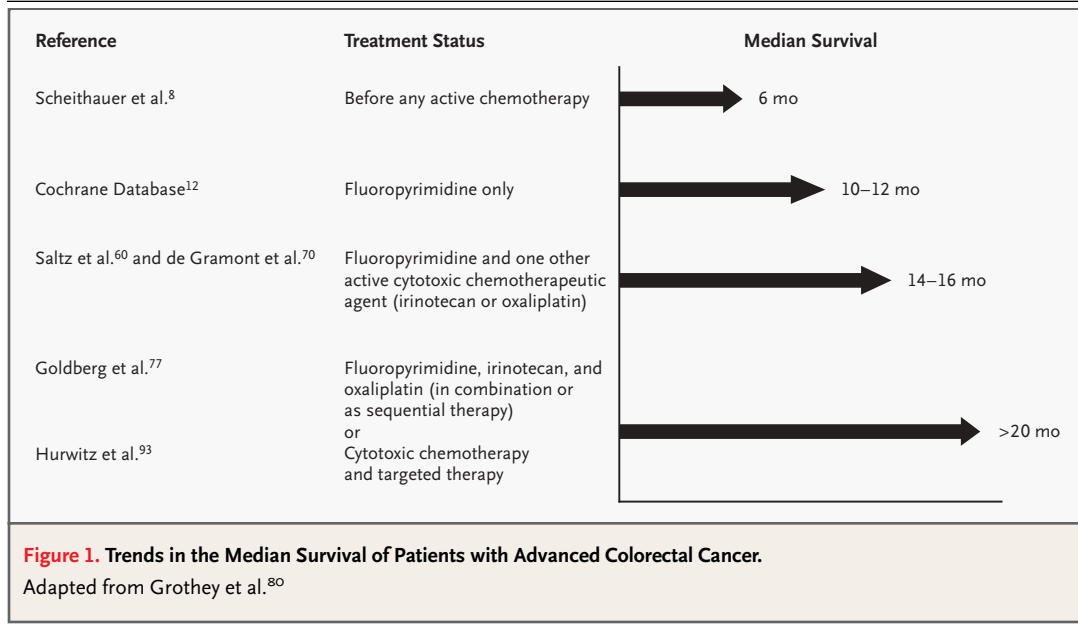 Reference Treatment Status Median Survival
Scheithauer et al.8 Before any active chemotherapy 6 mo
Cochrane Database12 Fluoropyrimidine only 10–12 mo
Saltz et al.60 and de Gramont et al.70 Fluoropyrimidine and one other
active cytotoxic chemotherapeutic 14–16 mo
agent (irinotecan or oxaliplatin)
Goldberg et al.77 Fluoropyrimidine, irinotecan, and
oxaliplatin (in combination or
as sequential therapy)
or >20 mo
Hurwitz et al.93 Cytotoxic chemotherapy
and targeted therapy
Figure 1. Trends in the Median Survival of Patients with Advanced Colorectal Cancer.
Adapted from Grothey et al.80